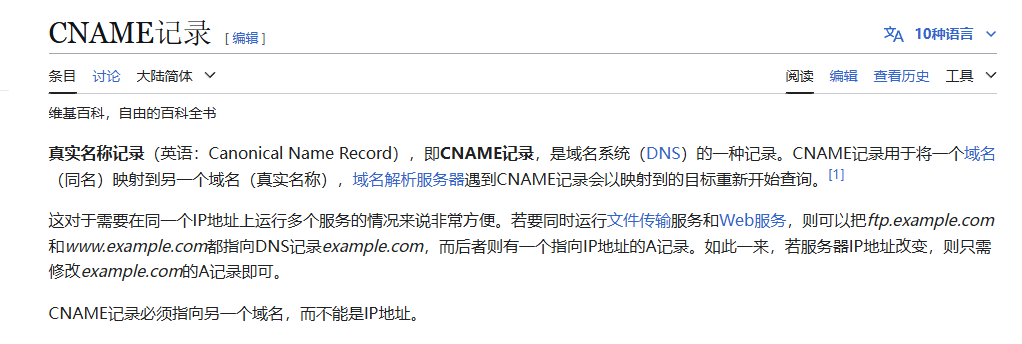 CNAME记录 [ 编辑 ] 10种语言
条目 讨论 大陆简体 阅读 编辑 查看历史 工具
维基百科，自由的百科全书
真实名称记录（英语：Canonical Name Record），即CNAME记录，是域名系统（DNS）的一种记录。CNAME记录用于将一个域名
（同名）映射到另一个域名（真实名称），域名解析服务器遇到CNAME记录会以映射到的目标重新开始查询。[1]
这对于需要在同一个IP地址上运行多个服务的情况来说非常方便。若要同时运行文件传输服务和Web服务，则可以把ftp.example.com
和www.example.com都指向DNS记录example.com，而后者则有一个指向IP地址的A记录。如此一来，若服务器IP地址改变，则只需
修改example.com的A记录即可。
CNAME记录必须指向另一个域名，而不能是IP地址。